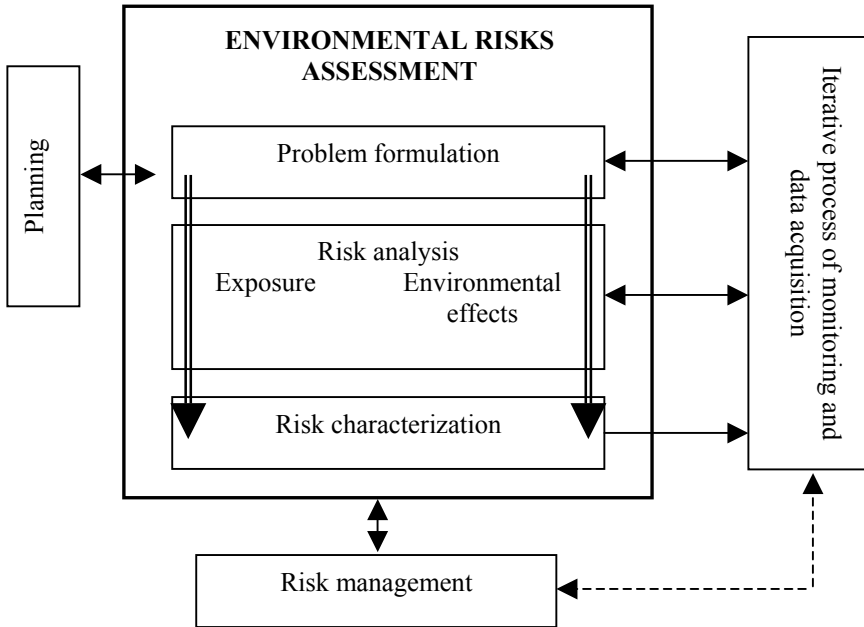 ENVIRONMENTAL RISKS
ASSESSMENT
Planning
Problem formulation
Risk analysis
Exposure Environmental
effects
Risk characterization
Iterative process of monitoring and
data acquisition
Risk management